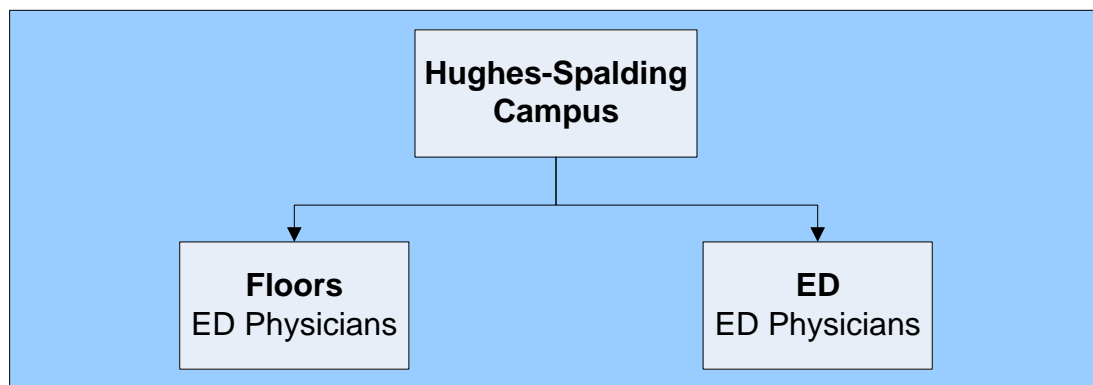 Hughes-Spalding
Campus
Floors
ED Physicians
ED
ED Physicians